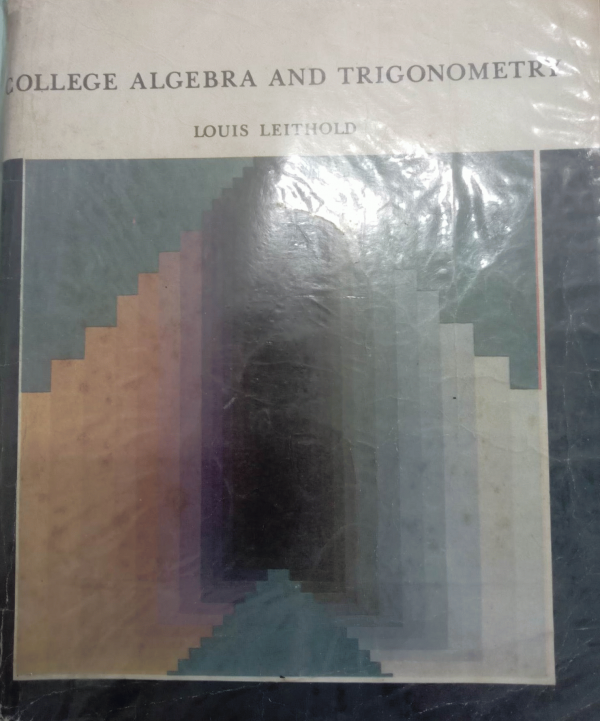 COLLEGE ALGEBRA AND TRIGONOMETRY
LOUIS LEITHOLD